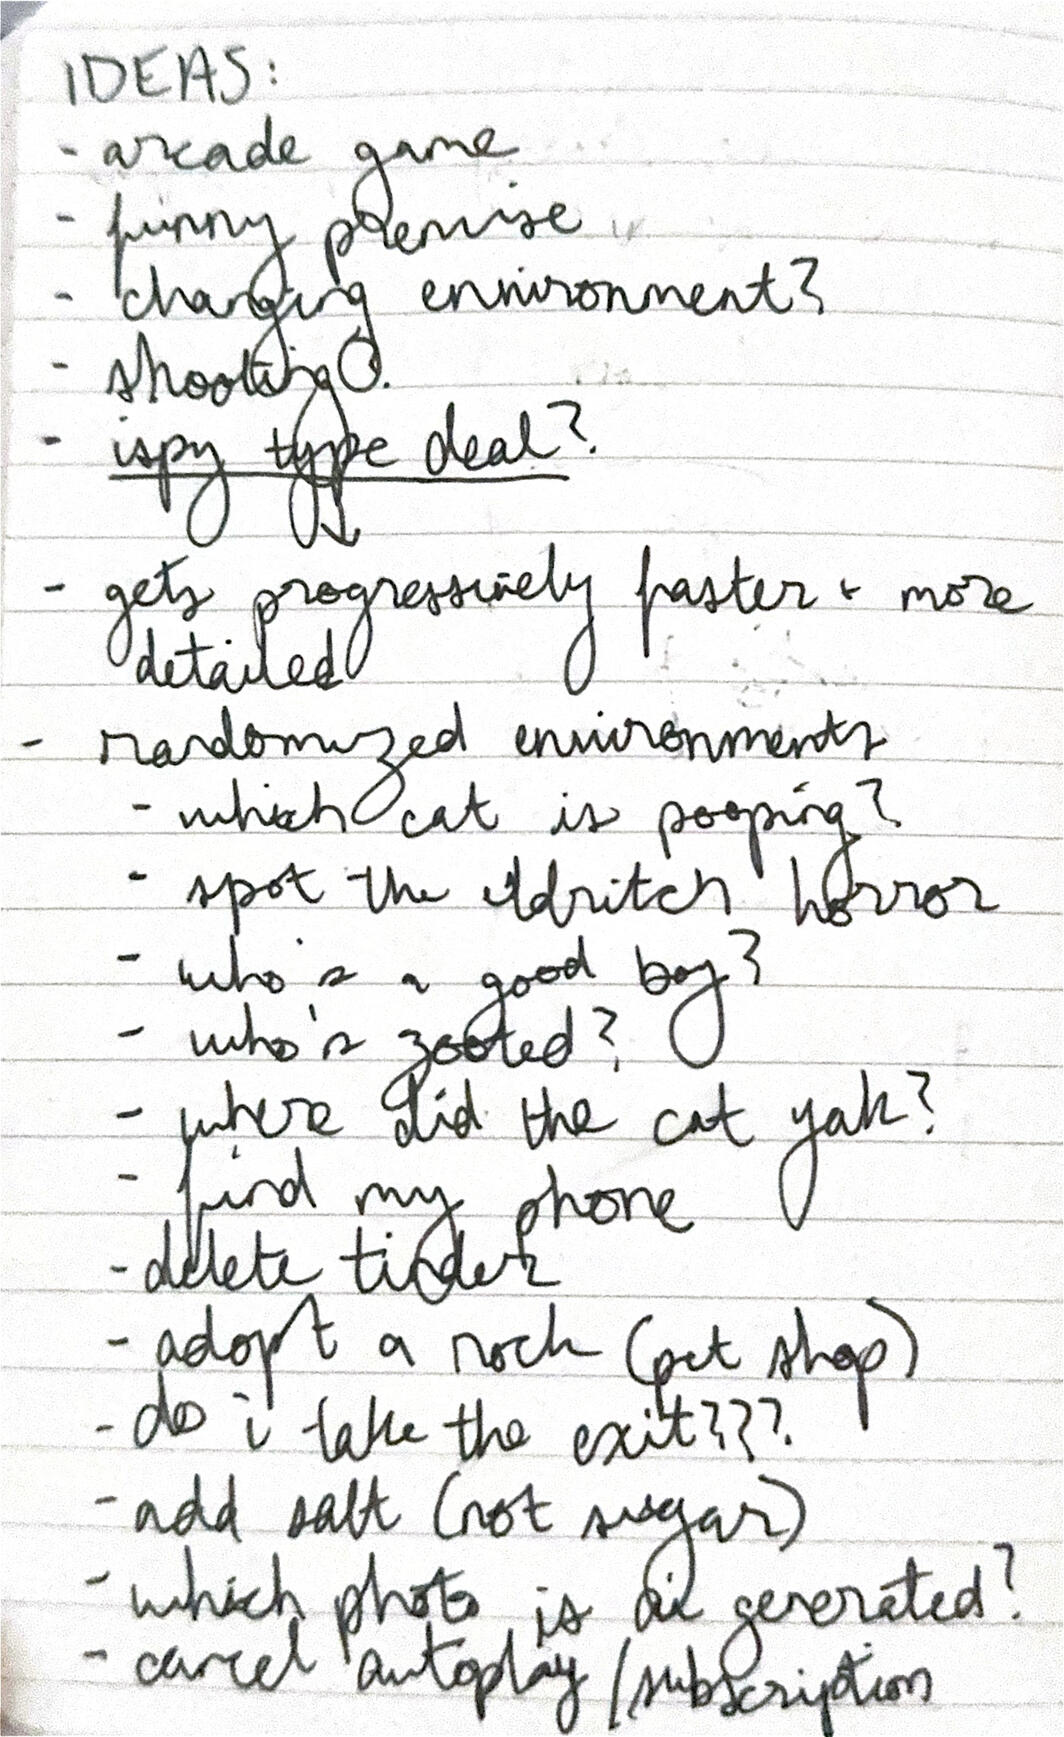 IDEAS:
- arcade game
- funny premise
- changing environment?
- shooting?
- ispy type deal?
↓
- gets progressively faster + more
detailed
- randomized environments
- which cat is pooping?
- spot the eldritch horror
- who's a good boy?
- who's zooted?
- where did the cat yak?
- find my phone
- delete tinder
- adopt a rock (pet shop)
- do i take the exit???
- add salt (not sugar)
- which photo is ai generated?
- cancel autoplay/subscription